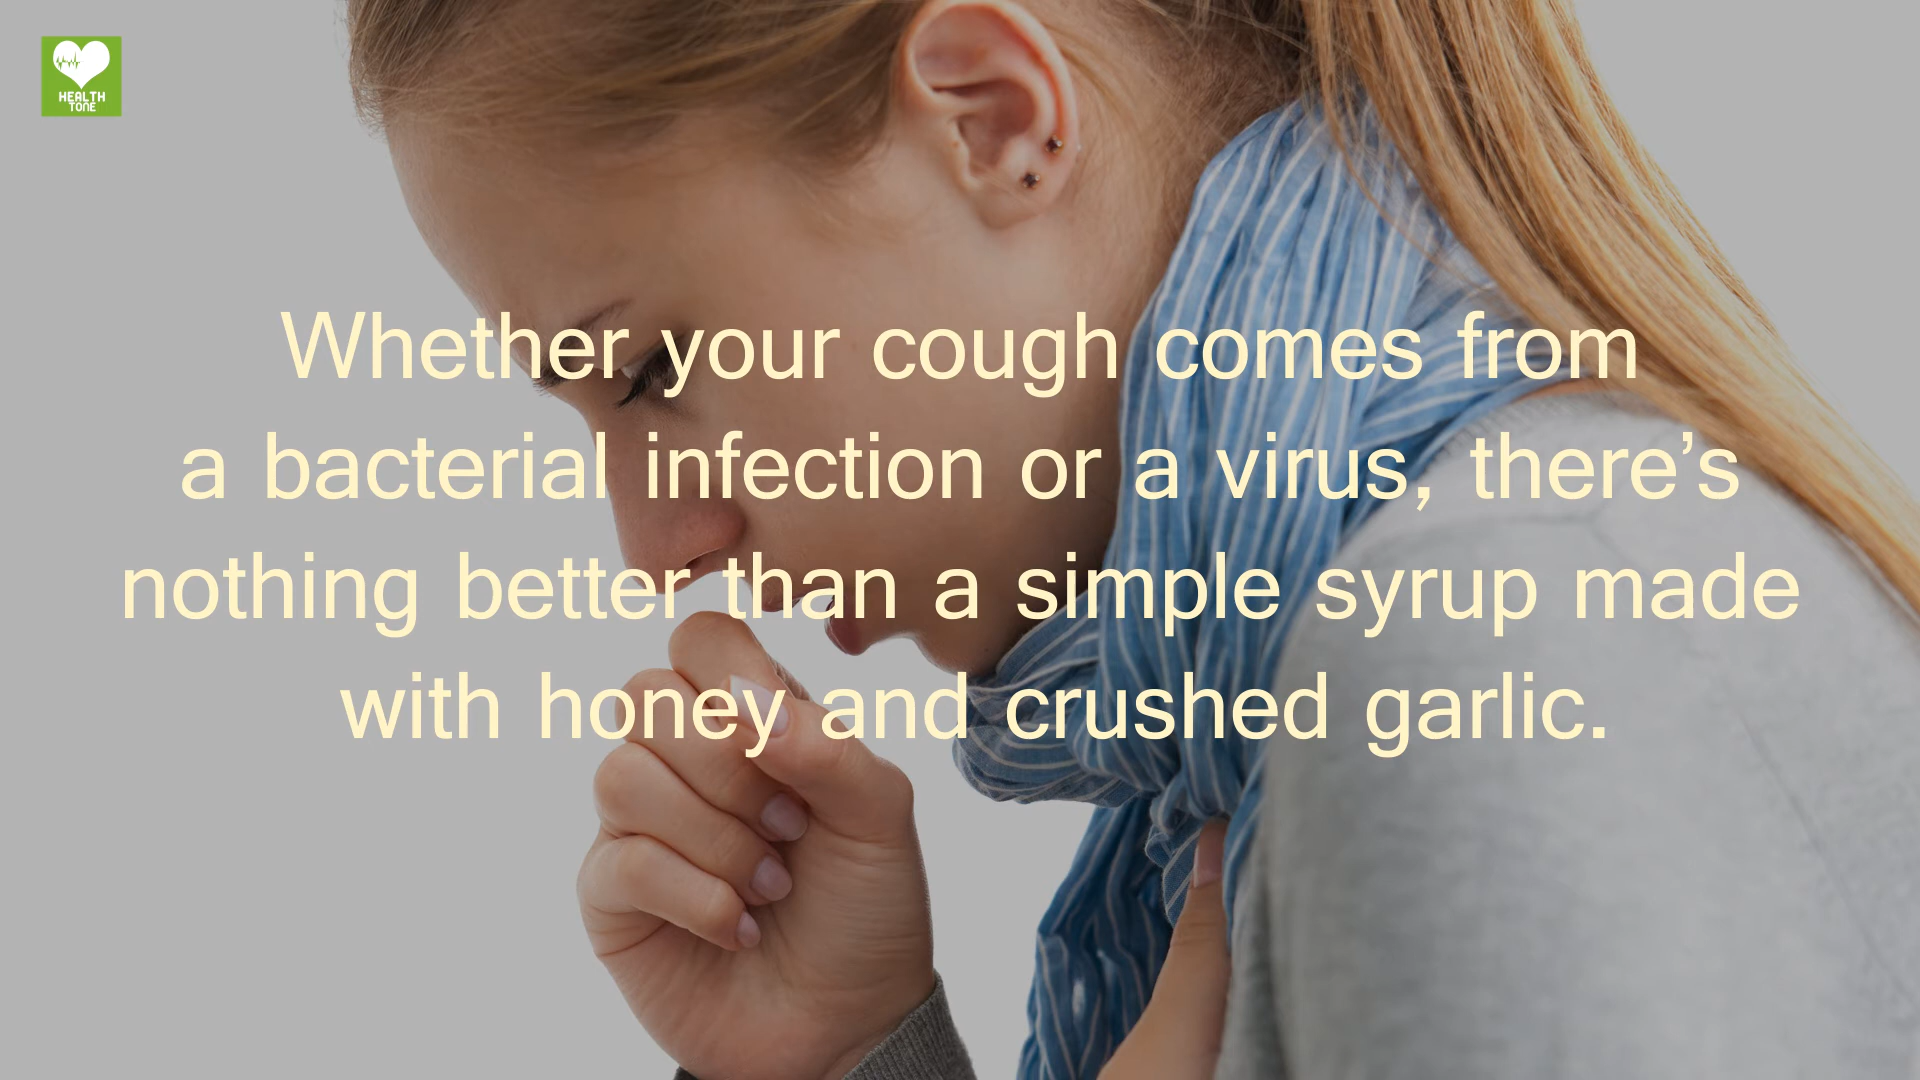 HEALTH
TONE
Whether your cough comes from
a bacterial infection or a virus, there’s
nothing better than a simple syrup made
with honey and crushed garlic.